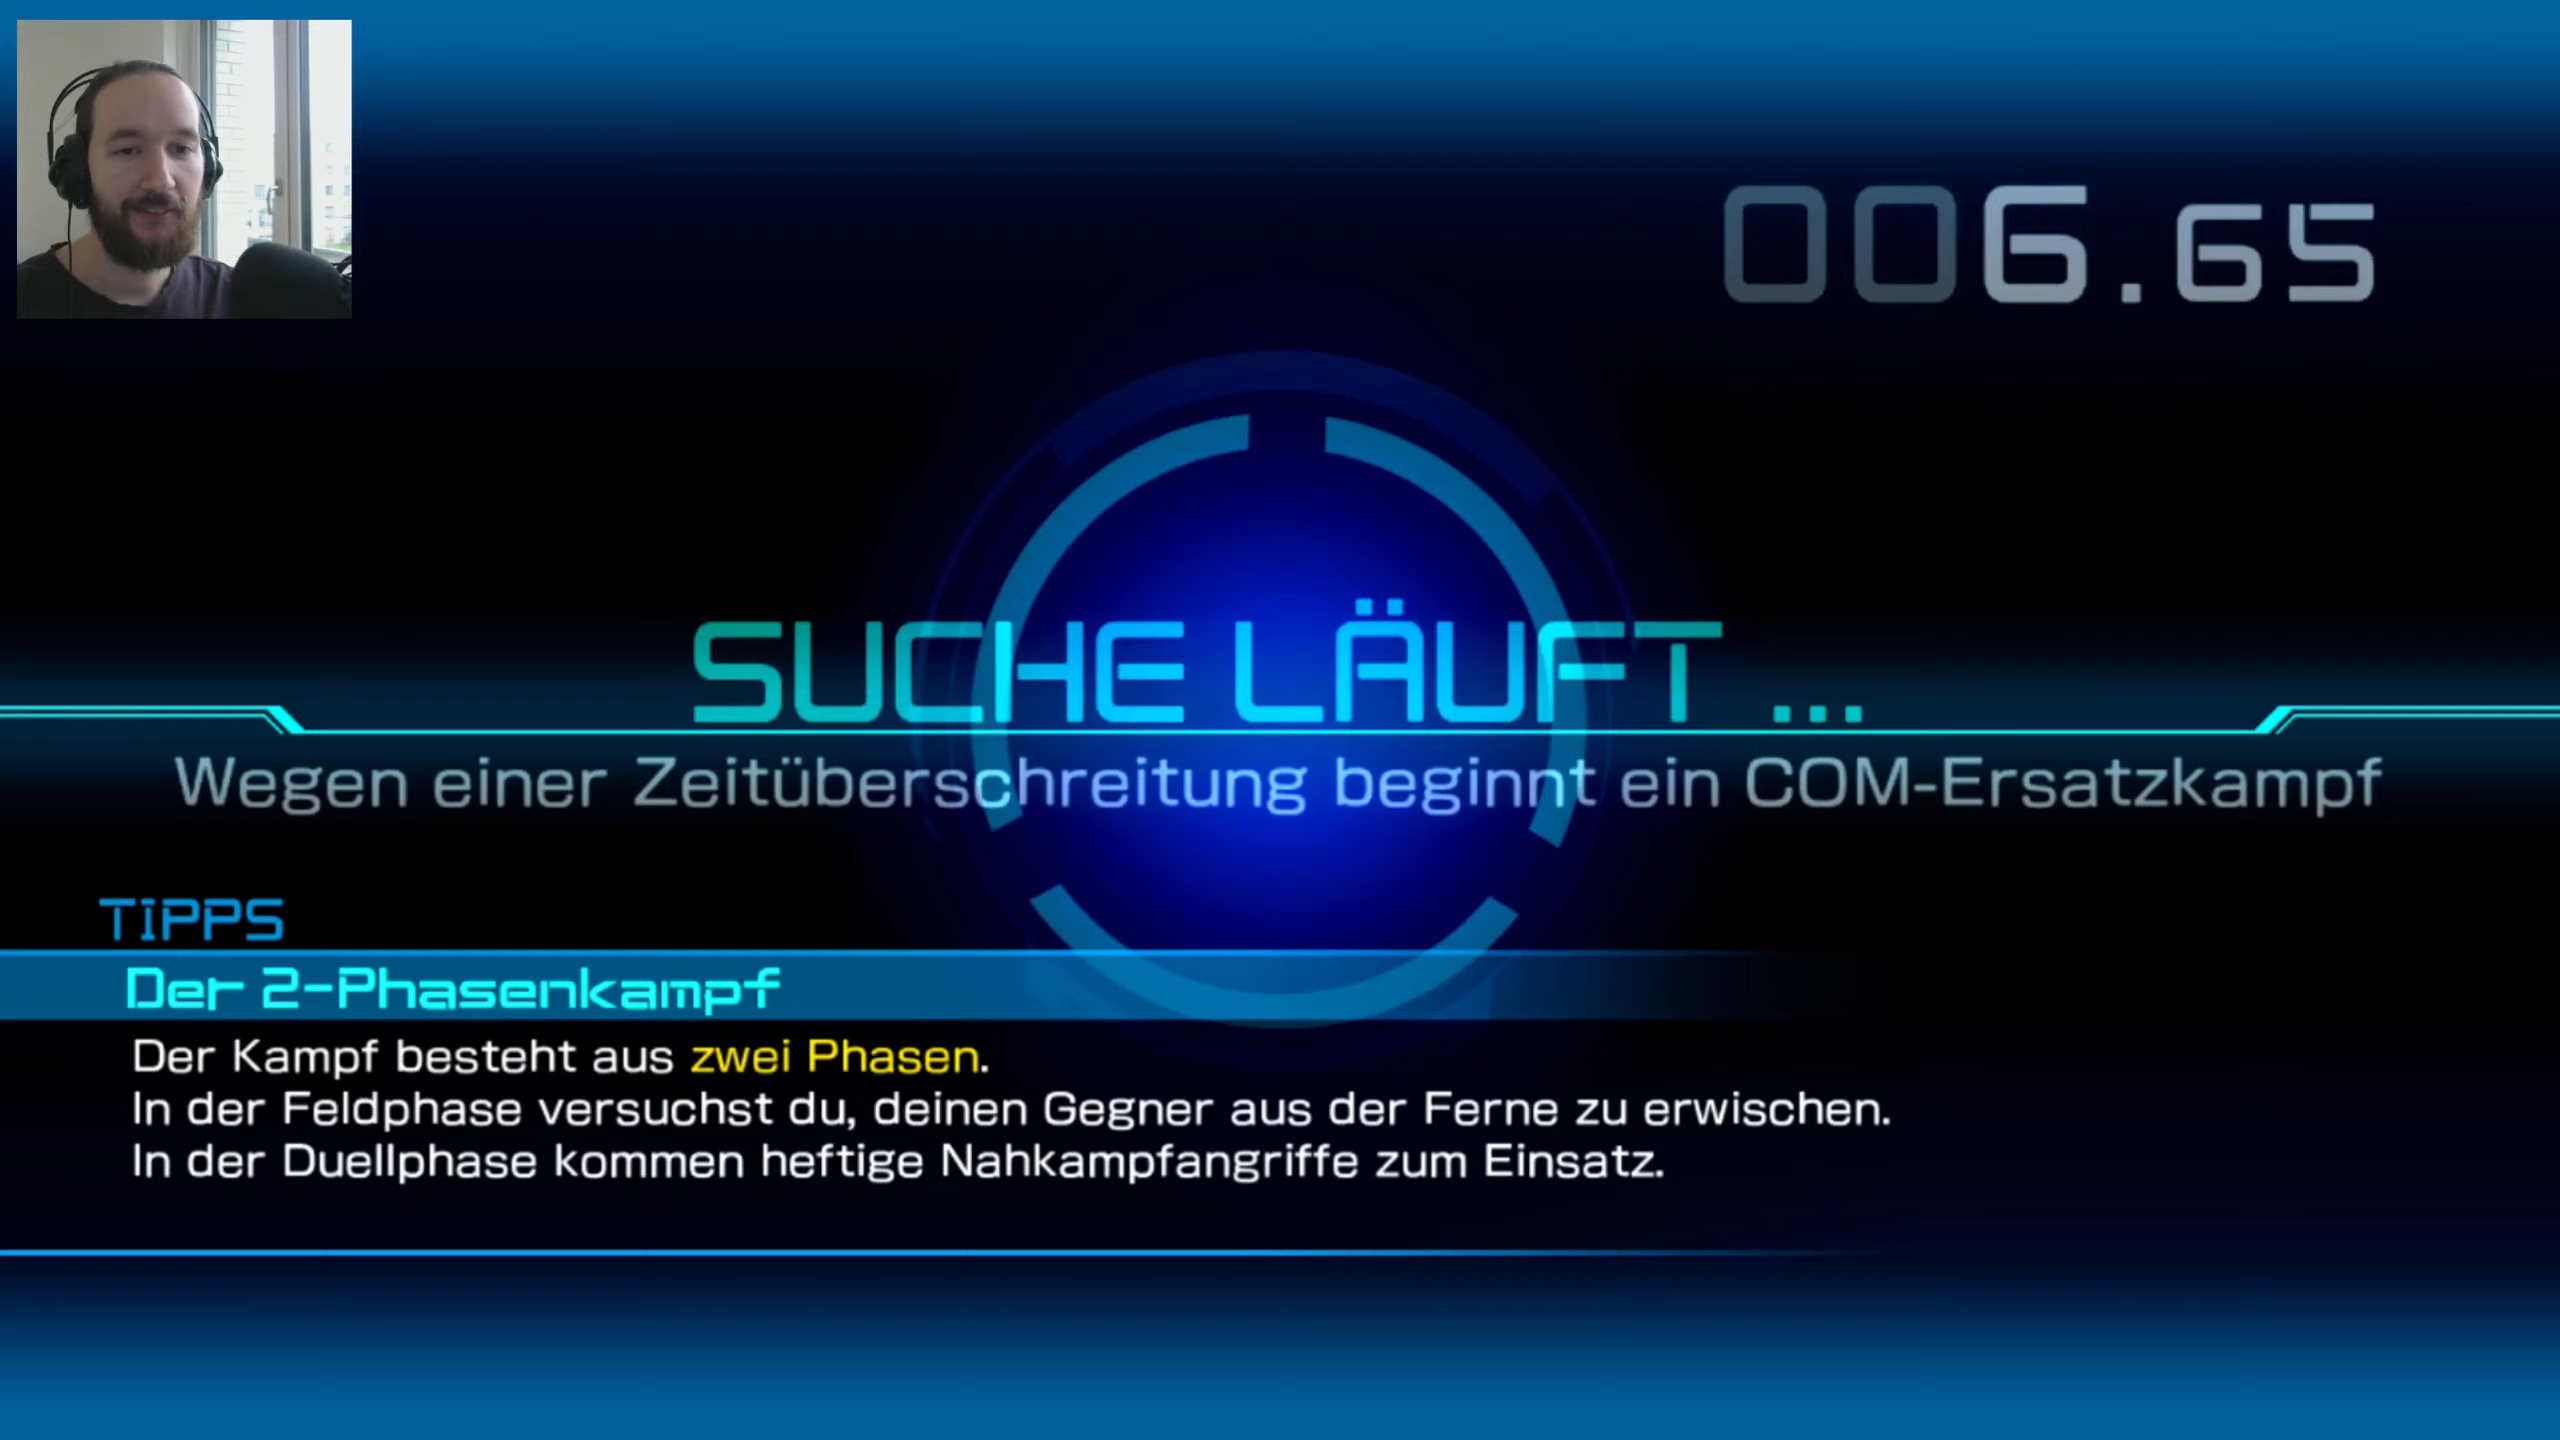 006.65
SUCHE LÄUFT ...
Wegen einer Zeitüberschreitung beginnt ein COM-Ersatzkampf
TIPPS
Der 2-Phasenkampf
Der Kampf besteht aus zwei Phasen.
In der Feldphase versuchst du, deinen Gegner aus der Ferne zu erwischen.
In der Duellphase kommen heftige Nahkampfangriffe zum Einsatz.